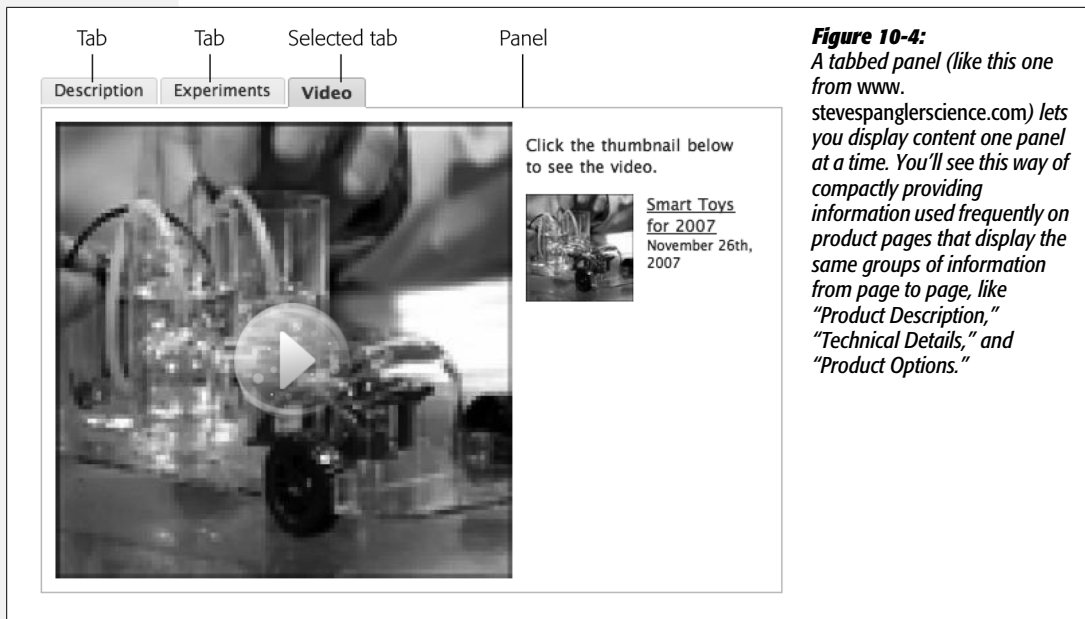 Tab Tab Selected tab Panel
Description Experiments Video
Click the thumbnail below
to see the video.
Smart Toys
for 2007
November 26th,
2007
Figure 10-4:
A tabbed panel (like this one
from www.
stevespanglerscience.com) lets
you display content one panel
at a time. You’ll see this way of
compactly providing
information used frequently on
product pages that display the
same groups of information
from page to page, like
“Product Description,”
“Technical Details,” and
“Product Options.”